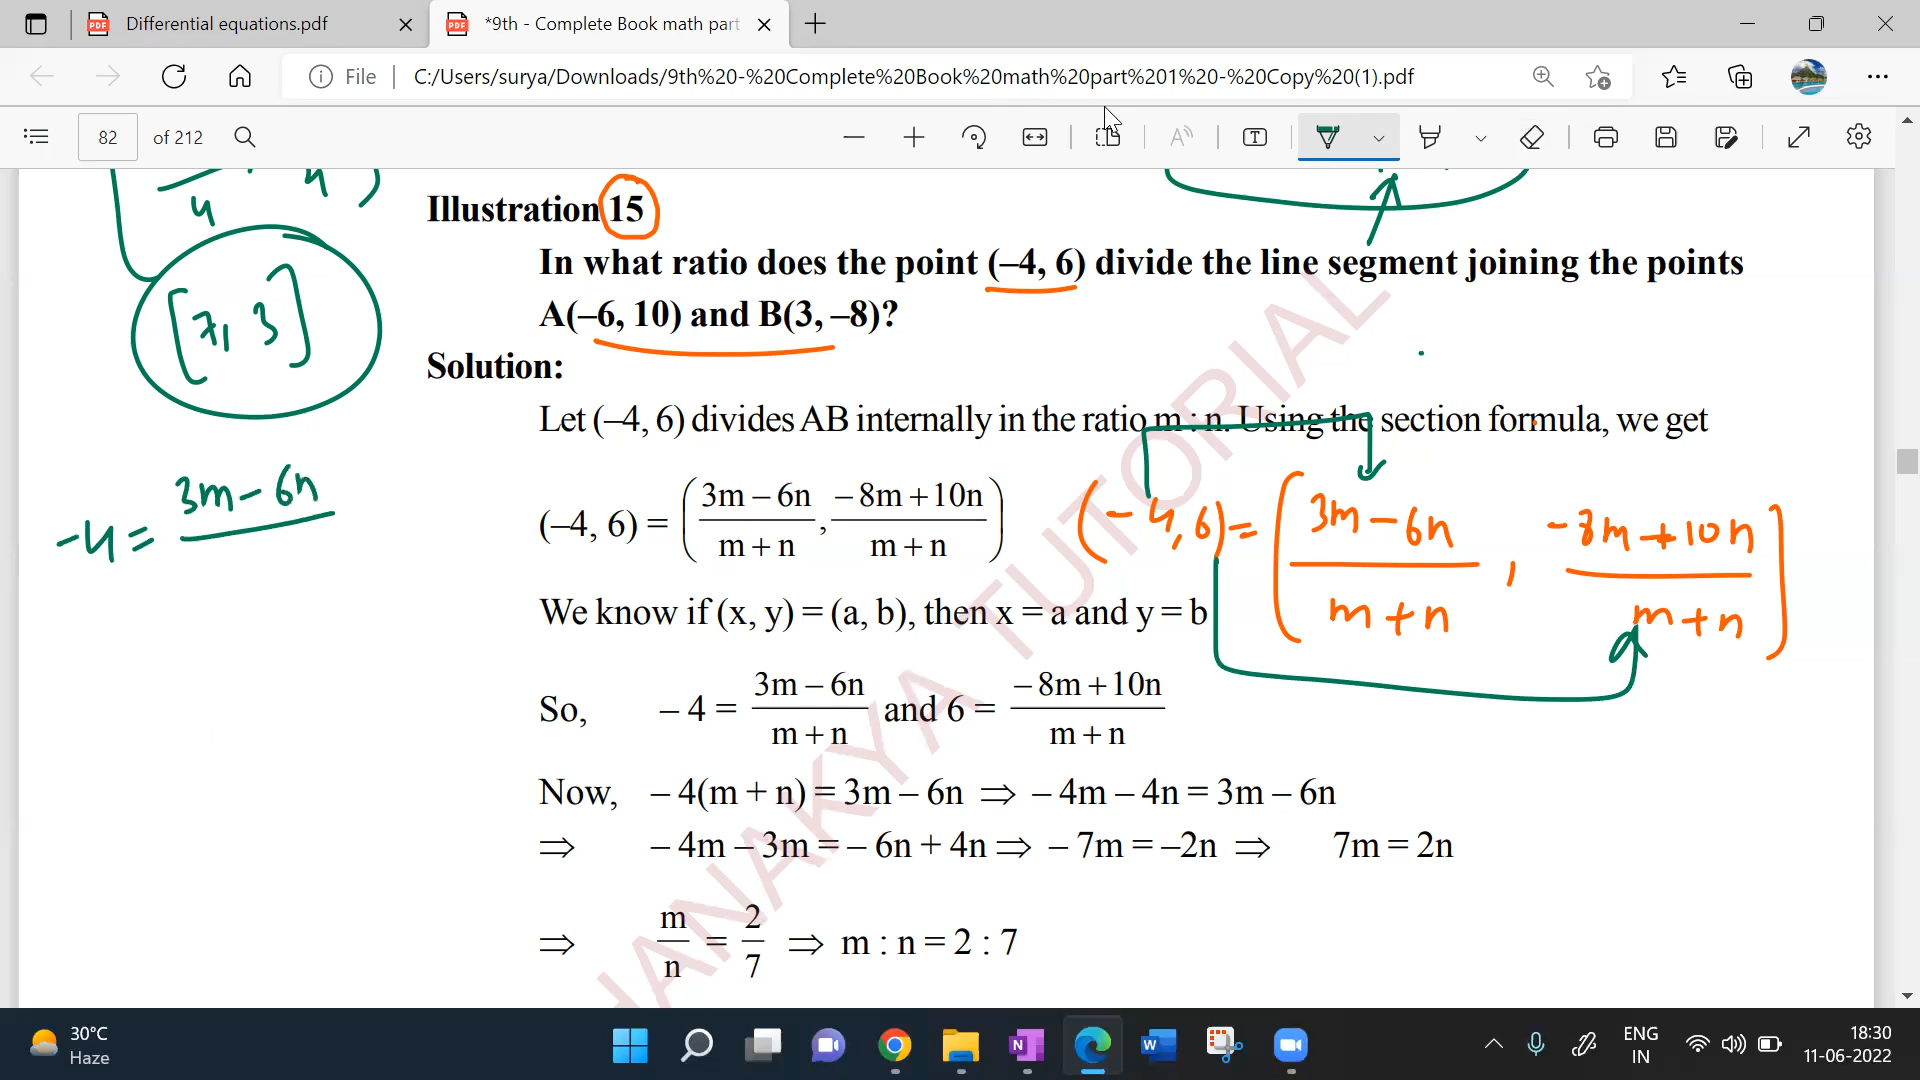 Differential equations.pdf
*9th - Complete Book math part
File | C:/Users/surya/Downloads/9th%20-%20Complete%20Book%20math%20part%201%20-%20Copy%20(1).pdf
82 of 212
4
4
[7, 3]
Illustration 15
In what ratio does the point (–4, 6) divide the line segment joining the points
A(–6, 10) and B(3, –8)?
Solution:
Let (–4, 6) divides AB internally in the ratio m : n. Using the section formula, we get
(–4, 6) = ( (3m – 6n)/(m + n) , (– 8m + 10n)/(m + n) )
(-4, 6) = [ (3m - 6n)/(m + n) , (-8m + 10n)/(m + n) ]
-4 = 3m - 6n
We know if (x, y) = (a, b), then x = a and y = b
So, – 4 = (3m – 6n)/(m + n) and 6 = (– 8m + 10n)/(m + n)
Now, – 4(m + n) = 3m – 6n ⇒ – 4m – 4n = 3m – 6n
⇒ – 4m – 3m = – 6n + 4n ⇒ – 7m = –2n ⇒ 7m = 2n
⇒ m/n = 2/7 ⇒ m : n = 2 : 7
HANAKYA TUTORIAL
30°C
Haze
ENG
IN
18:30
11-06-2022